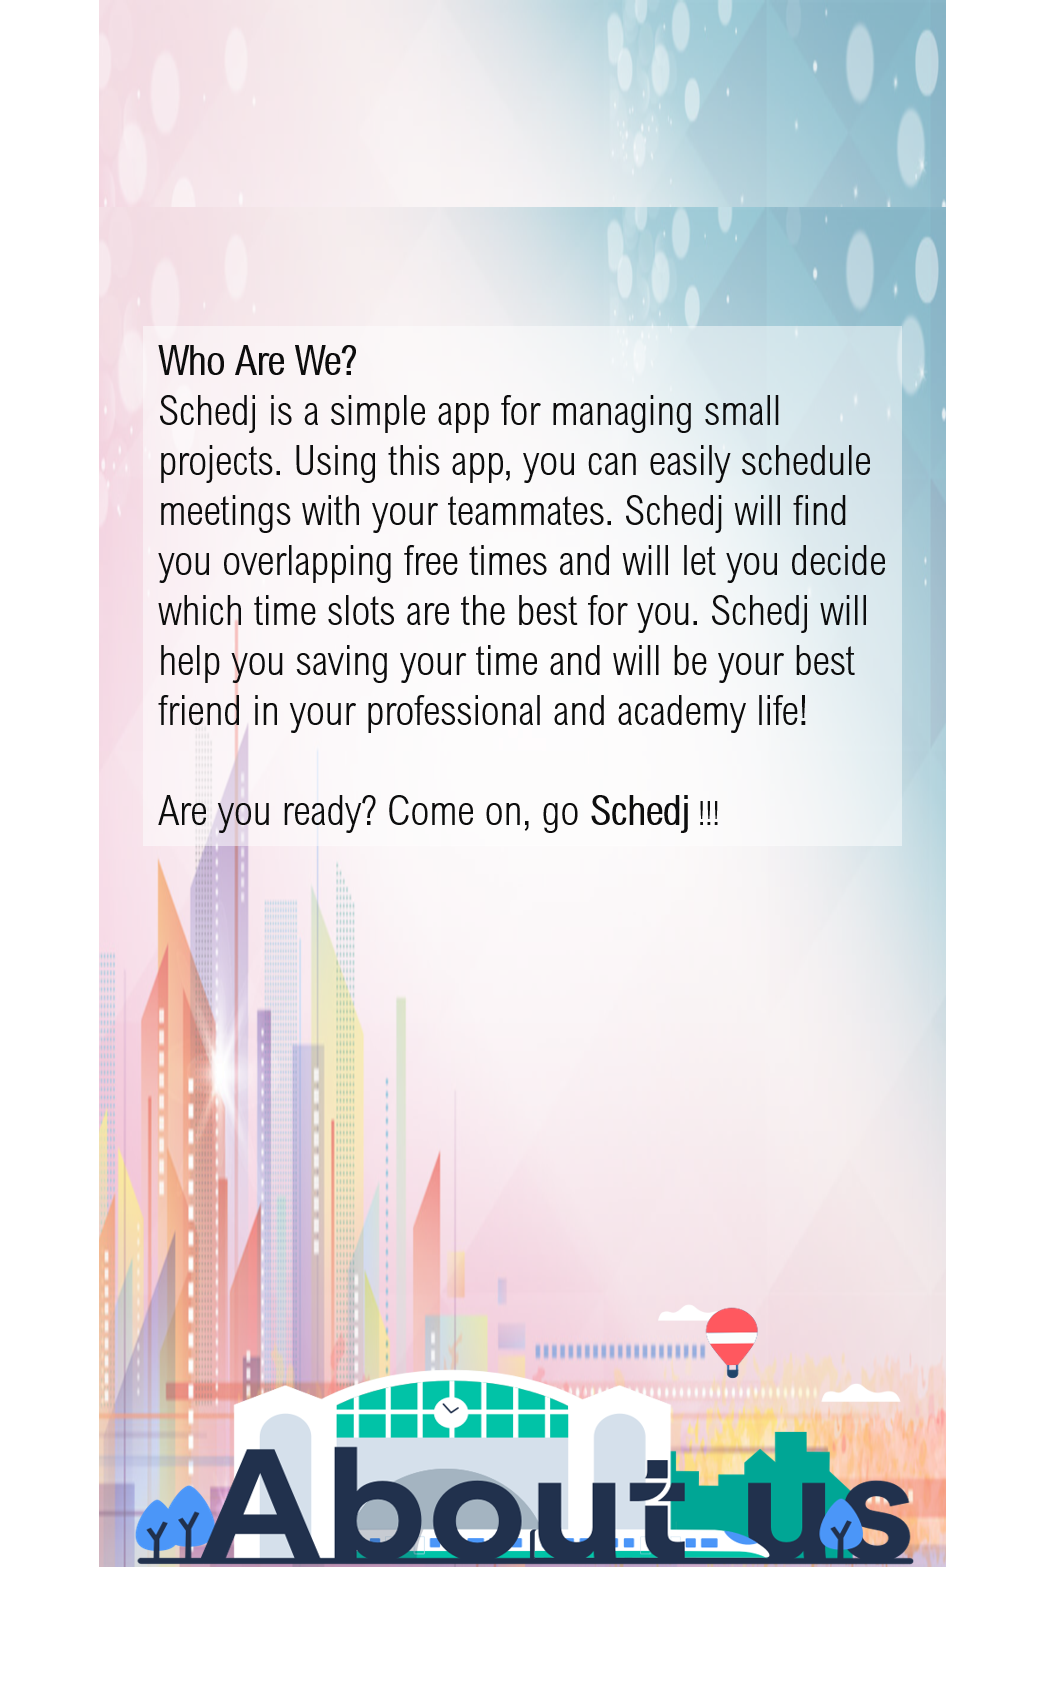 Who Are We?
Schedj is a simple app for managing small
projects. Using this app, you can easily schedule
meetings with your teammates. Schedj will find
you overlapping free times and will let you decide
which time slots are the best for you. Schedj will
help you saving your time and will be your best
friend in your professional and academy life!
Are you ready? Come on, go Schedj !!!
About us